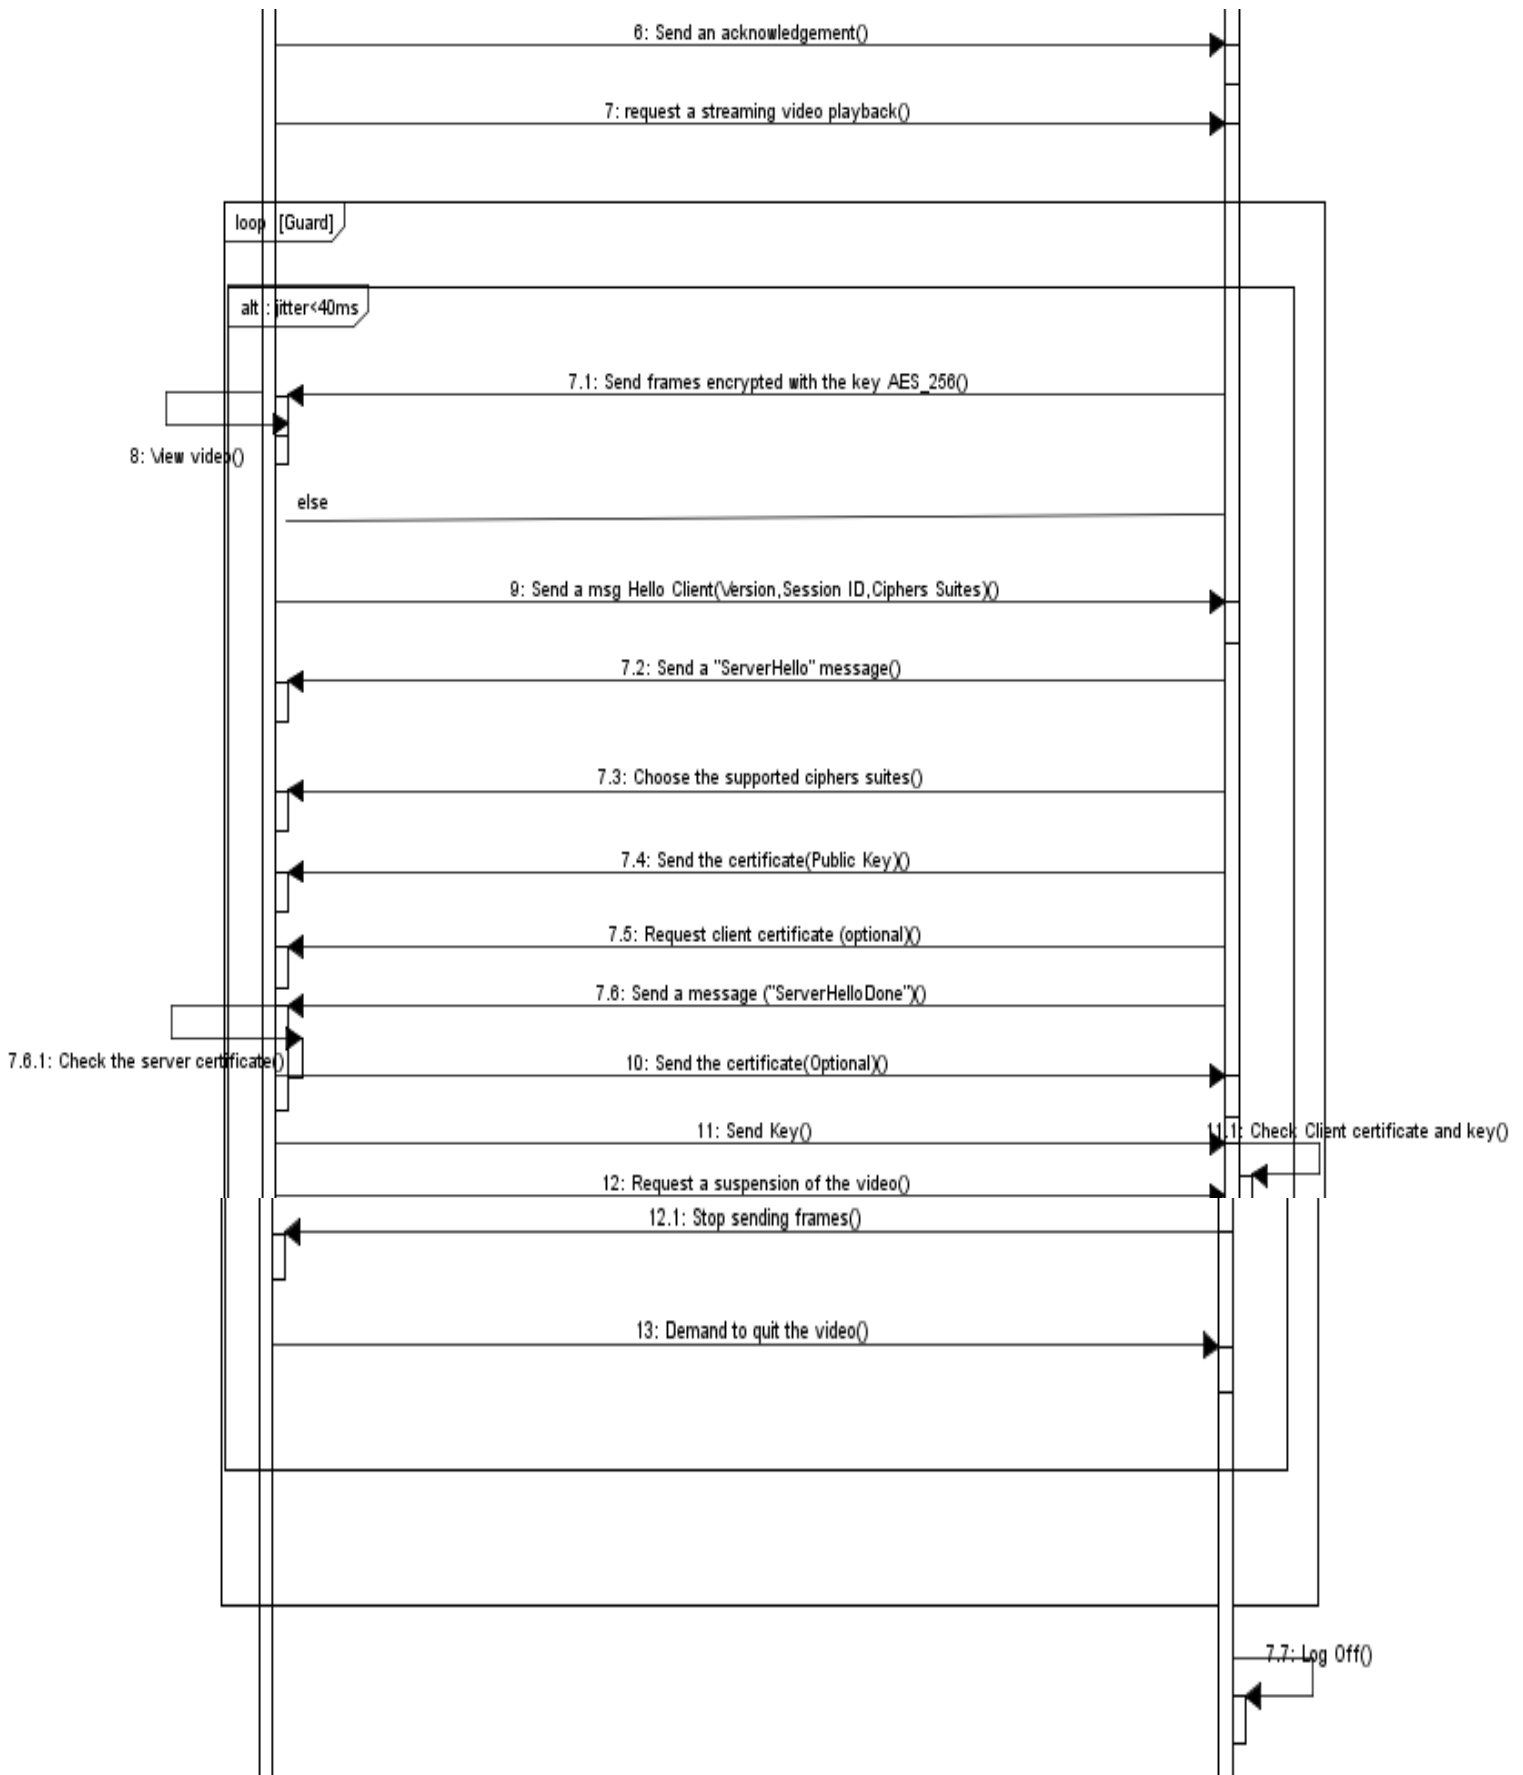 6: Send an acknowledgement()
7: request a streaming video playback()
loop [Guard]
alt : jitter<40ms
7.1: Send frames encrypted with the key AES_256()
8: View video()
else
9: Send a msg Hello Client(Version,Session ID,Ciphers Suites)()
7.2: Send a "ServerHello" message()
7.3: Choose the supported ciphers suites()
7.4: Send the certificate(Public Key)()
7.5: Request client certificate (optional)()
7.6: Send a message ("ServerHelloDone")()
7.6.1: Check the server certificate()
10: Send the certificate(Optional)()
11: Send Key()
11.1: Check Client certificate and key()
12: Request a suspension of the video()
12.1: Stop sending frames()
13: Demand to quit the video()
7.7: Log Off()